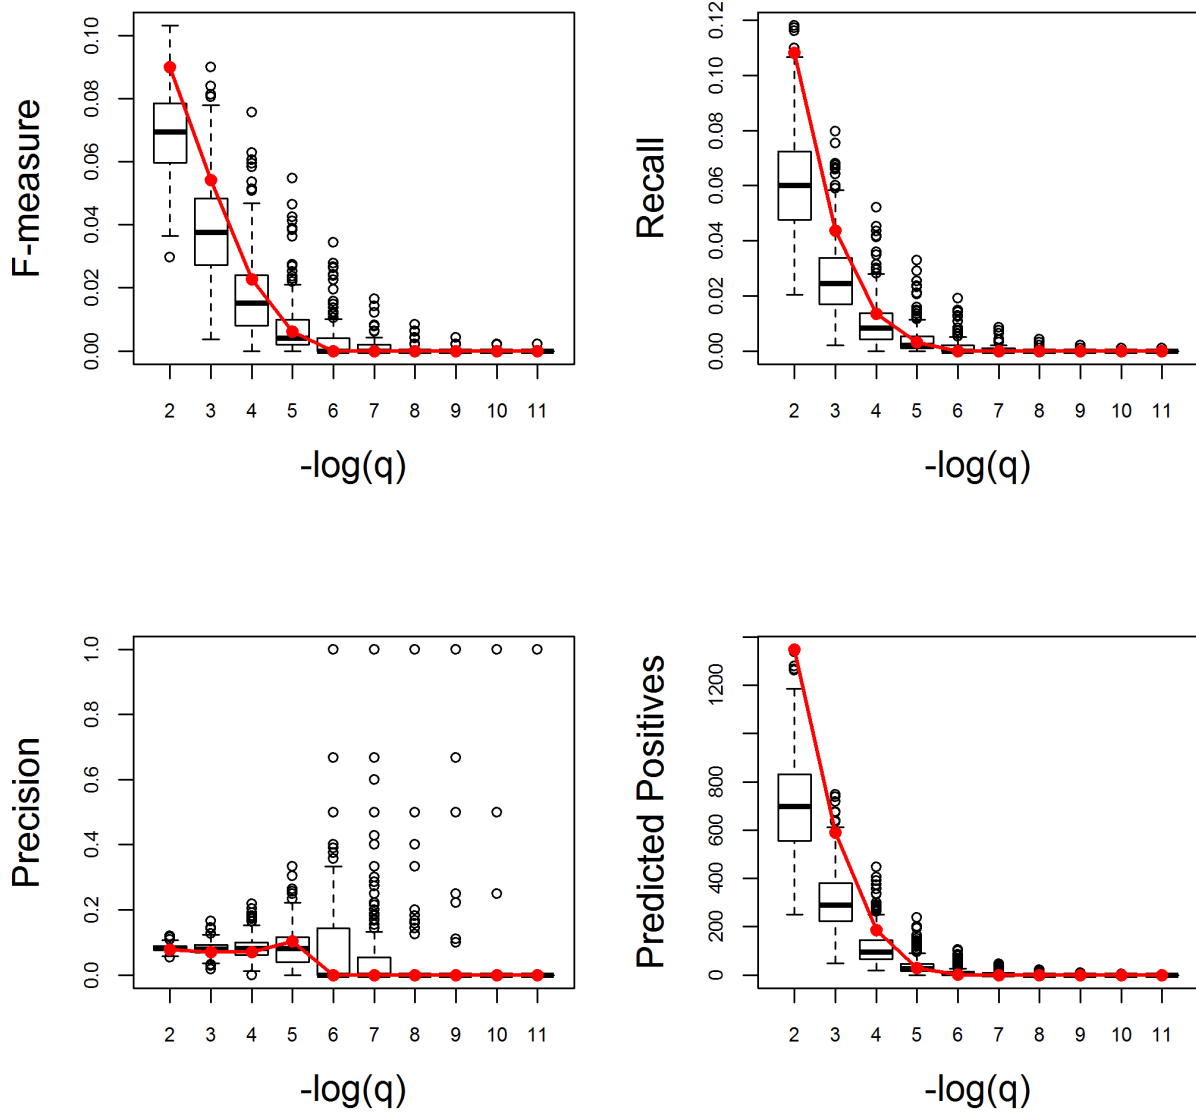 F-measure
0.00 0.02 0.04 0.06 0.08 0.10
2 3 4 5 6 7 8 9 10 11
-log(q)
Recall
0.00 0.02 0.04 0.06 0.08 0.10 0.12
2 3 4 5 6 7 8 9 10 11
-log(q)
Precision
0.0 0.2 0.4 0.6 0.8 1.0
2 3 4 5 6 7 8 9 10 11
-log(q)
Predicted Positives
0 200 400 600 800 1200
2 3 4 5 6 7 8 9 10 11
-log(q)